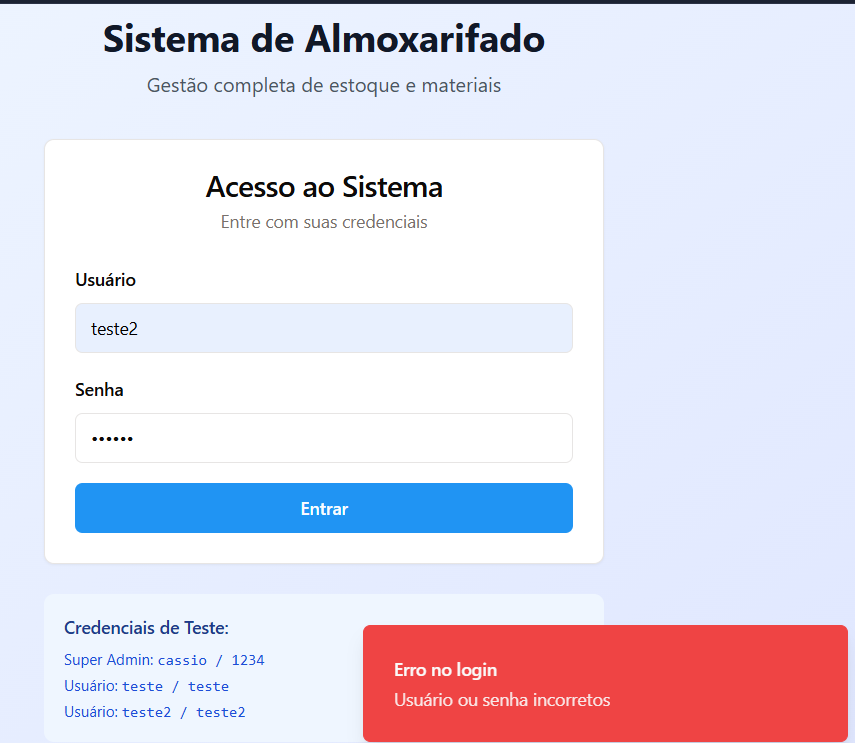 Sistema de Almoxarifado
Gestão completa de estoque e materiais
Acesso ao Sistema
Entre com suas credenciais
Usuário
teste2
Senha
••••••
Entrar
Credenciais de Teste:
Super Admin: cassio / 1234
Usuário: teste / teste
Usuário: teste2 / teste2
Erro no login
Usuário ou senha incorretos